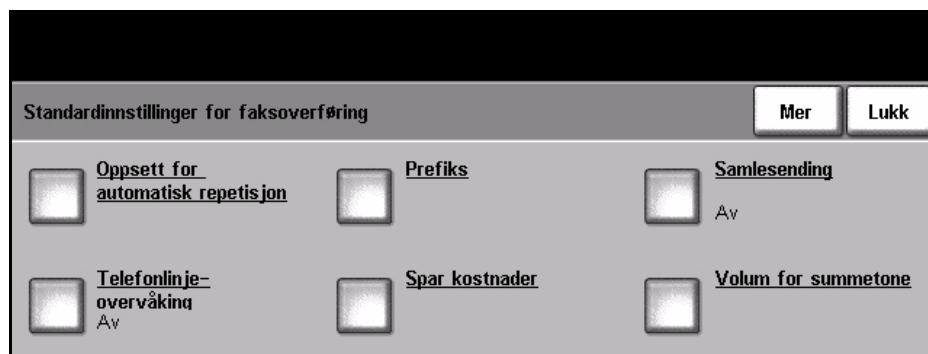 Standardinnstillinger for faksoverføring
Mer
Lukk
Oppsett for
automatisk repetisjon
Prefiks
Samlesending
Av
Telefonlinje-
overvåking
Av
Spar kostnader
Volum for summetone